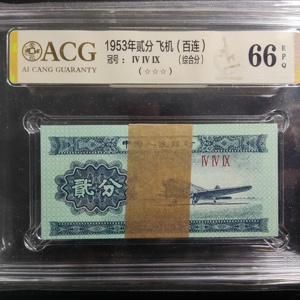 ACG
AI CANG GUARANTY
1953年贰分 飞机（百连）
冠号： IV IV IX （综合分）
（☆☆☆）
66 EPQ
IV IV IX
贰分